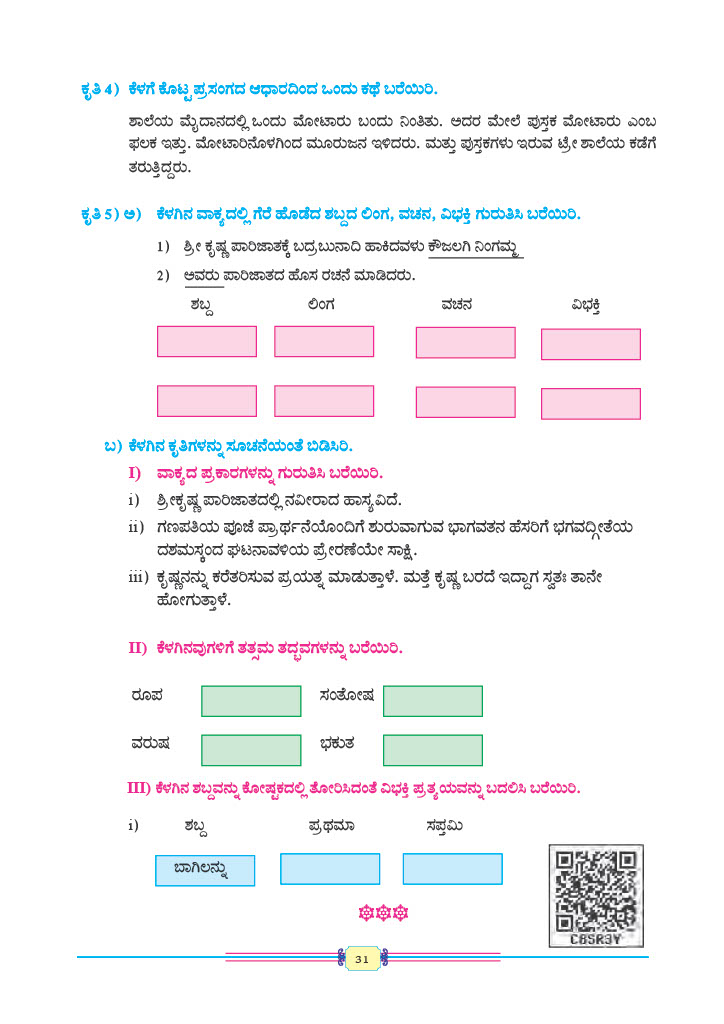 ಕೃತಿ 4) ಕೆಳಗೆ ಕೊಟ್ಟ ಪ್ರಸಂಗದ ಆಧಾರದಿಂದ ಒಂದು ಕಥೆ ಬರೆಯಿರಿ.
ಶಾಲೆಯ ಮೈದಾನದಲ್ಲಿ ಒಂದು ಮೋಟಾರು ಬಂದು ನಿಂತಿತು. ಅದರ ಮೇಲೆ ಪುಸ್ತಕ ಮೋಟಾರು ಎಂಬ
ಫಲಕ ಇತ್ತು. ಮೋಟಾರಿನೊಳಗಿಂದ ಮೂರುಜನ ಇಳಿದರು. ಮತ್ತು ಪುಸ್ತಕಗಳು ಇರುವ ಟ್ರೇ ಶಾಲೆಯ ಕಡೆಗೆ
ತರುತ್ತಿದ್ದರು.
ಕೃತಿ 5) ಅ) ಕೆಳಗಿನ ವಾಕ್ಯದಲ್ಲಿ ಗೆರೆ ಹೊಡೆದ ಶಬ್ದದ ಲಿಂಗ, ವಚನ, ವಿಭಕ್ತಿ ಗುರುತಿಸಿ ಬರೆಯಿರಿ.
1) ಶ್ರೀ ಕೃಷ್ಣ ಪಾರಿಜಾತಕ್ಕೆ ಬದ್ರಬುನಾದಿ ಹಾಕಿದವಳು ಕೌಜಲಗಿ ನಿಂಗಮ್ಮ
2) ಅವರು ಪಾರಿಜಾತದ ಹೊಸ ರಚನೆ ಮಾಡಿದರು.
ಶಬ್ದ ಲಿಂಗ ವಚನ ವಿಭಕ್ತಿ
ಬ) ಕೆಳಗಿನ ಕೃತಿಗಳನ್ನು ಸೂಚನೆಯಂತೆ ಬಿಡಿಸಿರಿ.
I) ವಾಕ್ಯದ ಪ್ರಕಾರಗಳನ್ನು ಗುರುತಿಸಿ ಬರೆಯಿರಿ.
i) ಶ್ರೀಕೃಷ್ಣ ಪಾರಿಜಾತದಲ್ಲಿ ನವೀರಾದ ಹಾಸ್ಯವಿದೆ.
ii) ಗಣಪತಿಯ ಪೂಜೆ ಪ್ರಾರ್ಥನೆಯೊಂದಿಗೆ ಶುರುವಾಗುವ ಭಾಗವತನ ಹೆಸರಿಗೆ ಭಗವದ್ಗೀತೆಯ
ದಶಮಸ್ಕಂದ ಘಟನಾವಳಿಯ ಪ್ರೇರಣೆಯೇ ಸಾಕ್ಷಿ.
iii) ಕೃಷ್ಣನನ್ನು ಕರೆತರಿಸುವ ಪ್ರಯತ್ನ ಮಾಡುತ್ತಾಳೆ. ಮತ್ತೆ ಕೃಷ್ಣ ಬರದೆ ಇದ್ದಾಗ ಸ್ವತಃ ತಾನೇ
ಹೋಗುತ್ತಾಳೆ.
II) ಕೆಳಗಿನವುಗಳಿಗೆ ತತ್ಸಮ ತದ್ಭವಗಳನ್ನು ಬರೆಯಿರಿ.
ರೂಪ ಸಂತೋಷ
ವರುಷ ಭಕುತ
III) ಕೆಳಗಿನ ಶಬ್ದವನ್ನು ಕೋಷ್ಟಕದಲ್ಲಿ ತೋರಿಸಿದಂತೆ ವಿಭಕ್ತಿ ಪ್ರತ್ಯಯವನ್ನು ಬದಲಿಸಿ ಬರೆಯಿರಿ.
i) ಶಬ್ದ ಪ್ರಥಮಾ ಸಪ್ತಮಿ
ಬಾಗಿಲನ್ನು
C8SR3Y
31